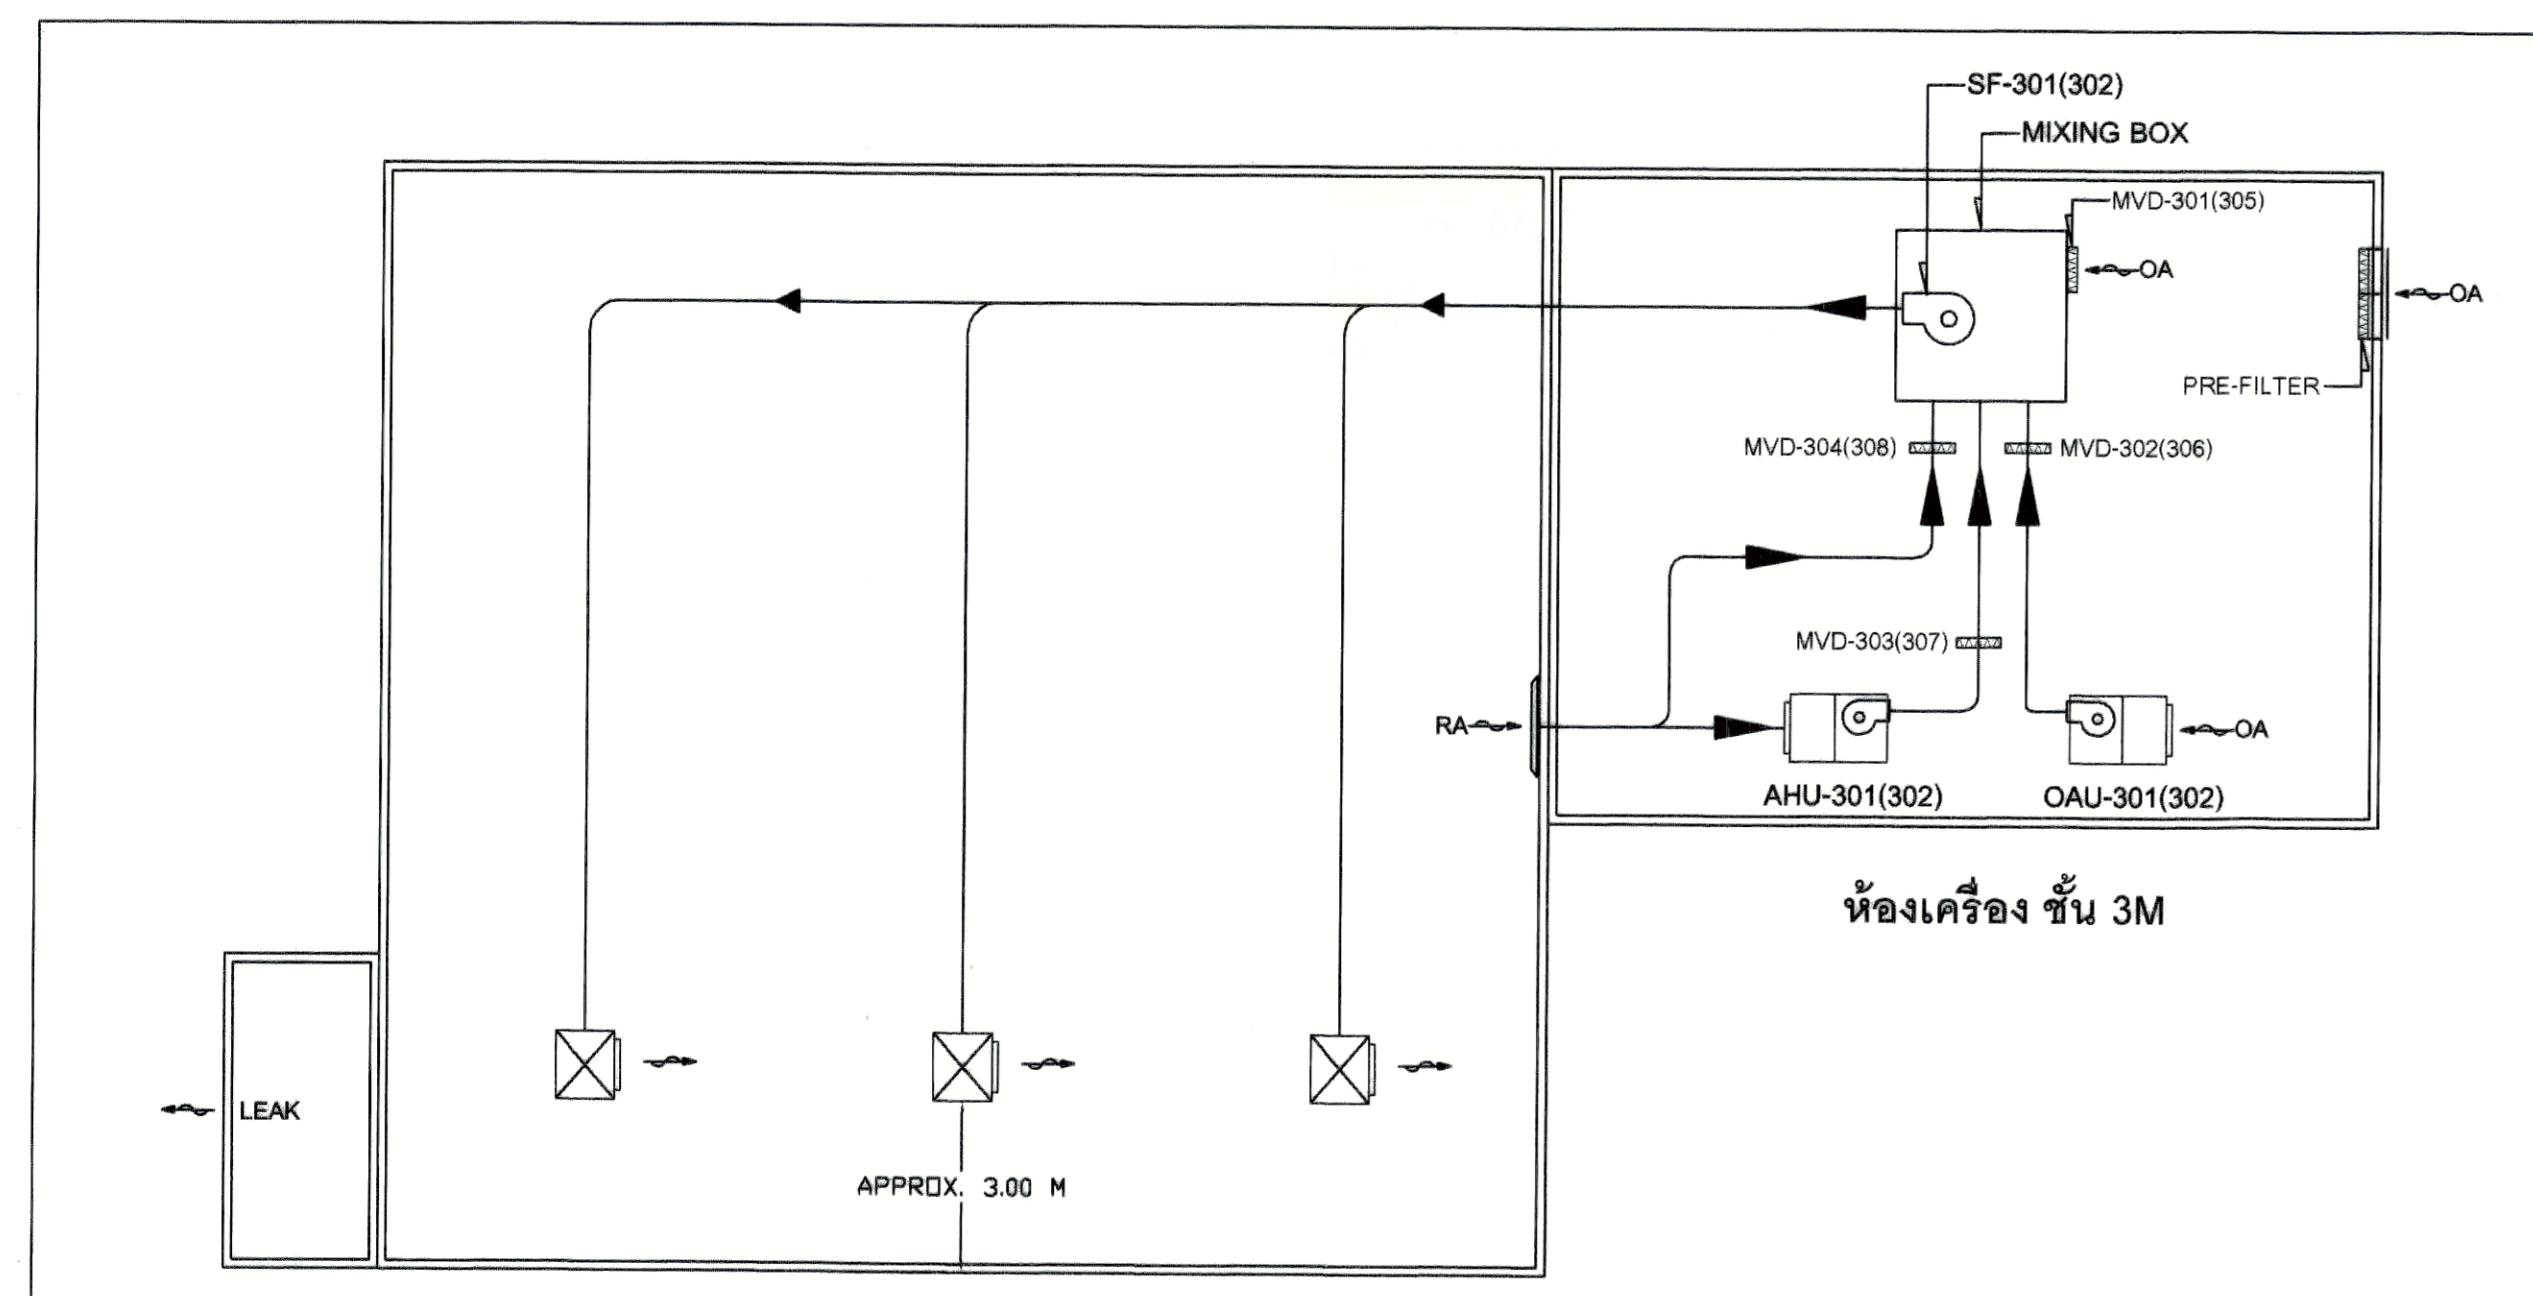 SF-301(302)
MIXING BOX
MVD-301(305)
OA
OA
PRE-FILTER
MVD-304(308)
MVD-302(306)
MVD-303(307)
RA
OA
AHU-301(302)
OAU-301(302)
ห้องเครื่อง ชั้น 3M
LEAK
APPROX. 3.00 M